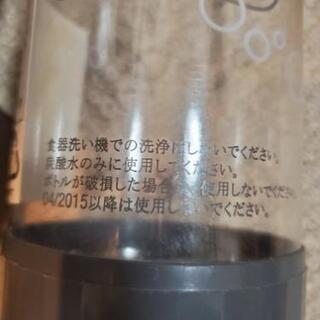 食器洗い機での洗浄はしないでください。
炭酸水のみに使用してください。
ボトルが破損した場合は使用しないでください。
04/2015以降は使用しないでください。